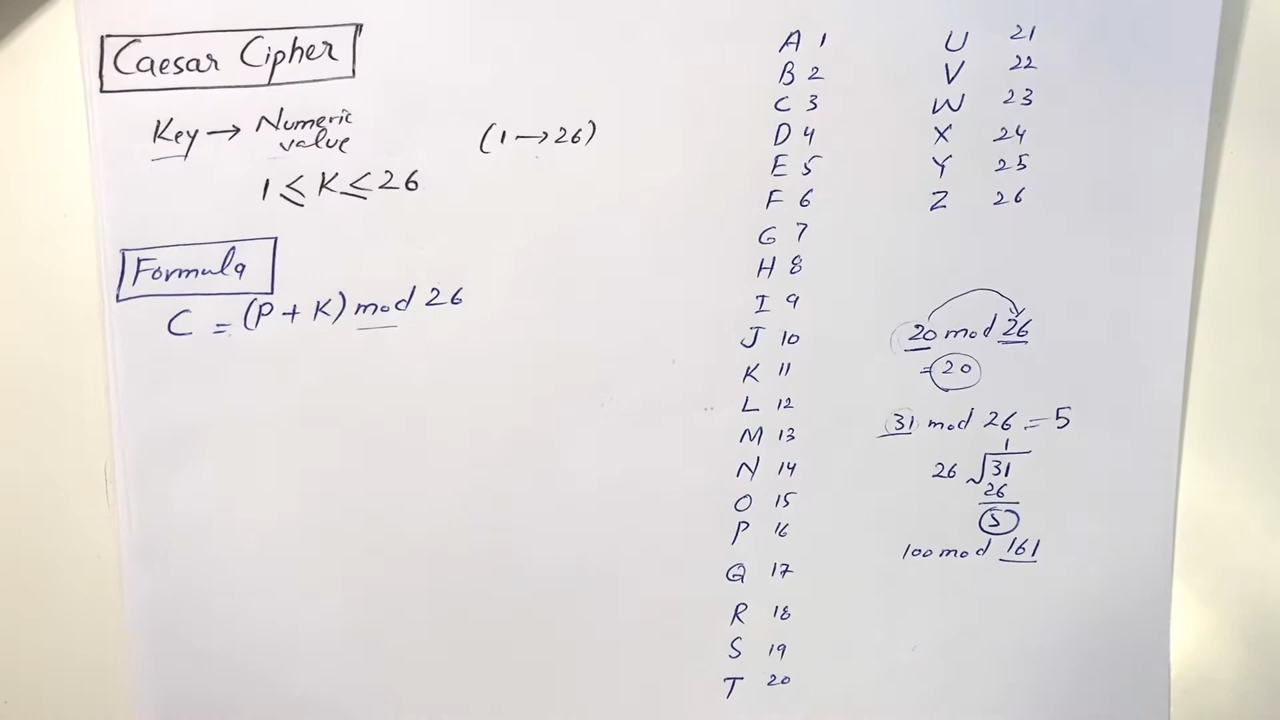 Caesar Cipher
Key → Numeric value
(1 → 26)
1 ≤ K ≤ 26
Formula
C = (P + K) mod 26
A 1
B 2
C 3
D 4
E 5
F 6
G 7
H 8
I 9
J 10
K 11
L 12
M 13
N 14
O 15
P 16
Q 17
R 18
S 19
T 20
U 21
V 22
W 23
X 24
Y 25
Z 26
20 mod 26
= 20
31 mod 26 = 5
1
26 √31
26
5
100 mod 161